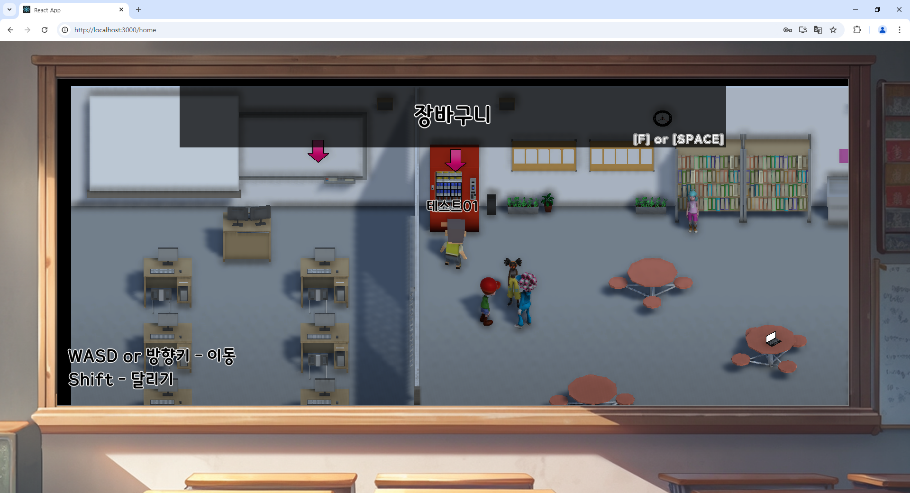 React App
http://localhost:3000/home
장바구니
[F] or [SPACE]
테스트01
WASD or 방향키 - 이동
Shift - 달리기